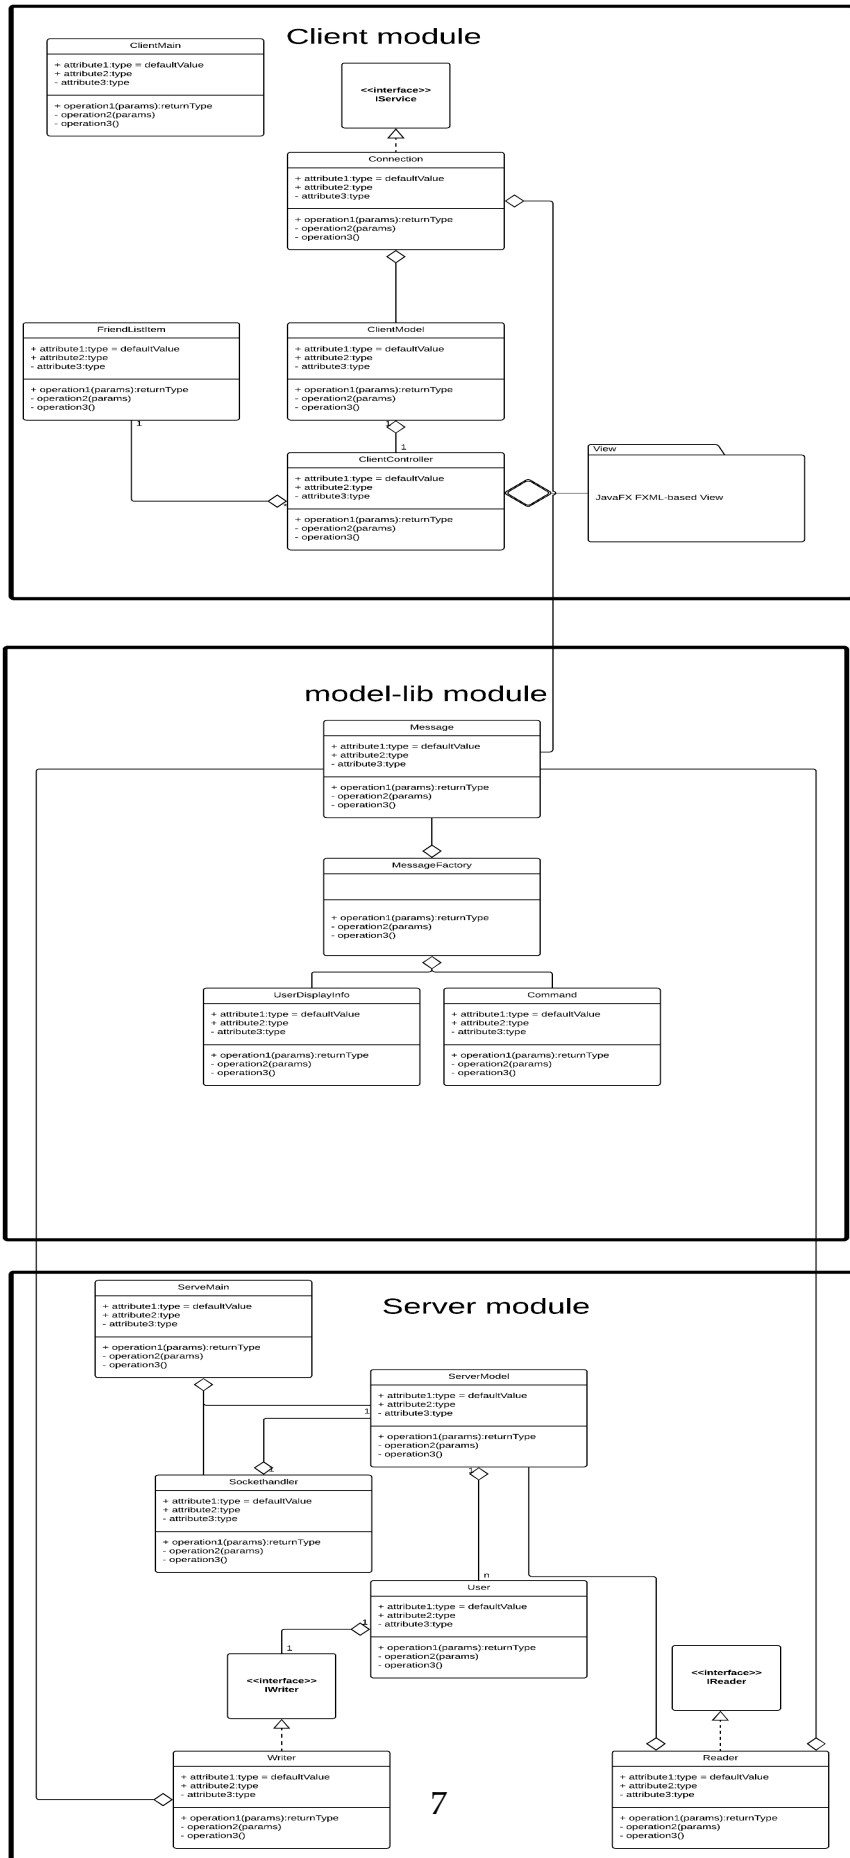 Client module
ClientMain
+ attribute1:type = defaultValue
+ attribute2:type
- attribute3:type
+ operation1(params):returnType
- operation2(params)
- operation3()
<<interface>>
IService
Connection
+ attribute1:type = defaultValue
+ attribute2:type
- attribute3:type
+ operation1(params):returnType
- operation2(params)
- operation3()
FriendListItem
+ attribute1:type = defaultValue
+ attribute2:type
- attribute3:type
+ operation1(params):returnType
- operation2(params)
- operation3()
1
ClientModel
+ attribute1:type = defaultValue
+ attribute2:type
- attribute3:type
+ operation1(params):returnType
- operation2(params)
- operation3()
1
1
ClientController
+ attribute1:type = defaultValue
+ attribute2:type
- attribute3:type
+ operation1(params):returnType
- operation2(params)
- operation3()
View
JavaFX FXML-based View
model-lib module
Message
+ attribute1:type = defaultValue
+ attribute2:type
- attribute3:type
+ operation1(params):returnType
- operation2(params)
- operation3()
MessageFactory
+ operation1(params):returnType
- operation2(params)
- operation3()
UserDisplayInfo
+ attribute1:type = defaultValue
+ attribute2:type
- attribute3:type
+ operation1(params):returnType
- operation2(params)
- operation3()
Command
+ attribute1:type = defaultValue
+ attribute2:type
- attribute3:type
+ operation1(params):returnType
- operation2(params)
- operation3()
Server module
ServeMain
+ attribute1:type = defaultValue
+ attribute2:type
- attribute3:type
+ operation1(params):returnType
- operation2(params)
- operation3()
ServerModel
+ attribute1:type = defaultValue
+ attribute2:type
- attribute3:type
+ operation1(params):returnType
- operation2(params)
- operation3()
1
1
Sockethandler
+ attribute1:type = defaultValue
+ attribute2:type
- attribute3:type
+ operation1(params):returnType
- operation2(params)
- operation3()
1
n
User
+ attribute1:type = defaultValue
+ attribute2:type
- attribute3:type
+ operation1(params):returnType
- operation2(params)
- operation3()
1
1
<<interface>>
IWriter
<<interface>>
IReader
Writer
+ attribute1:type = defaultValue
+ attribute2:type
- attribute3:type
+ operation1(params):returnType
- operation2(params)
- operation3()
7
Reader
+ attribute1:type = defaultValue
+ attribute2:type
- attribute3:type
+ operation1(params):returnType
- operation2(params)
- operation3()